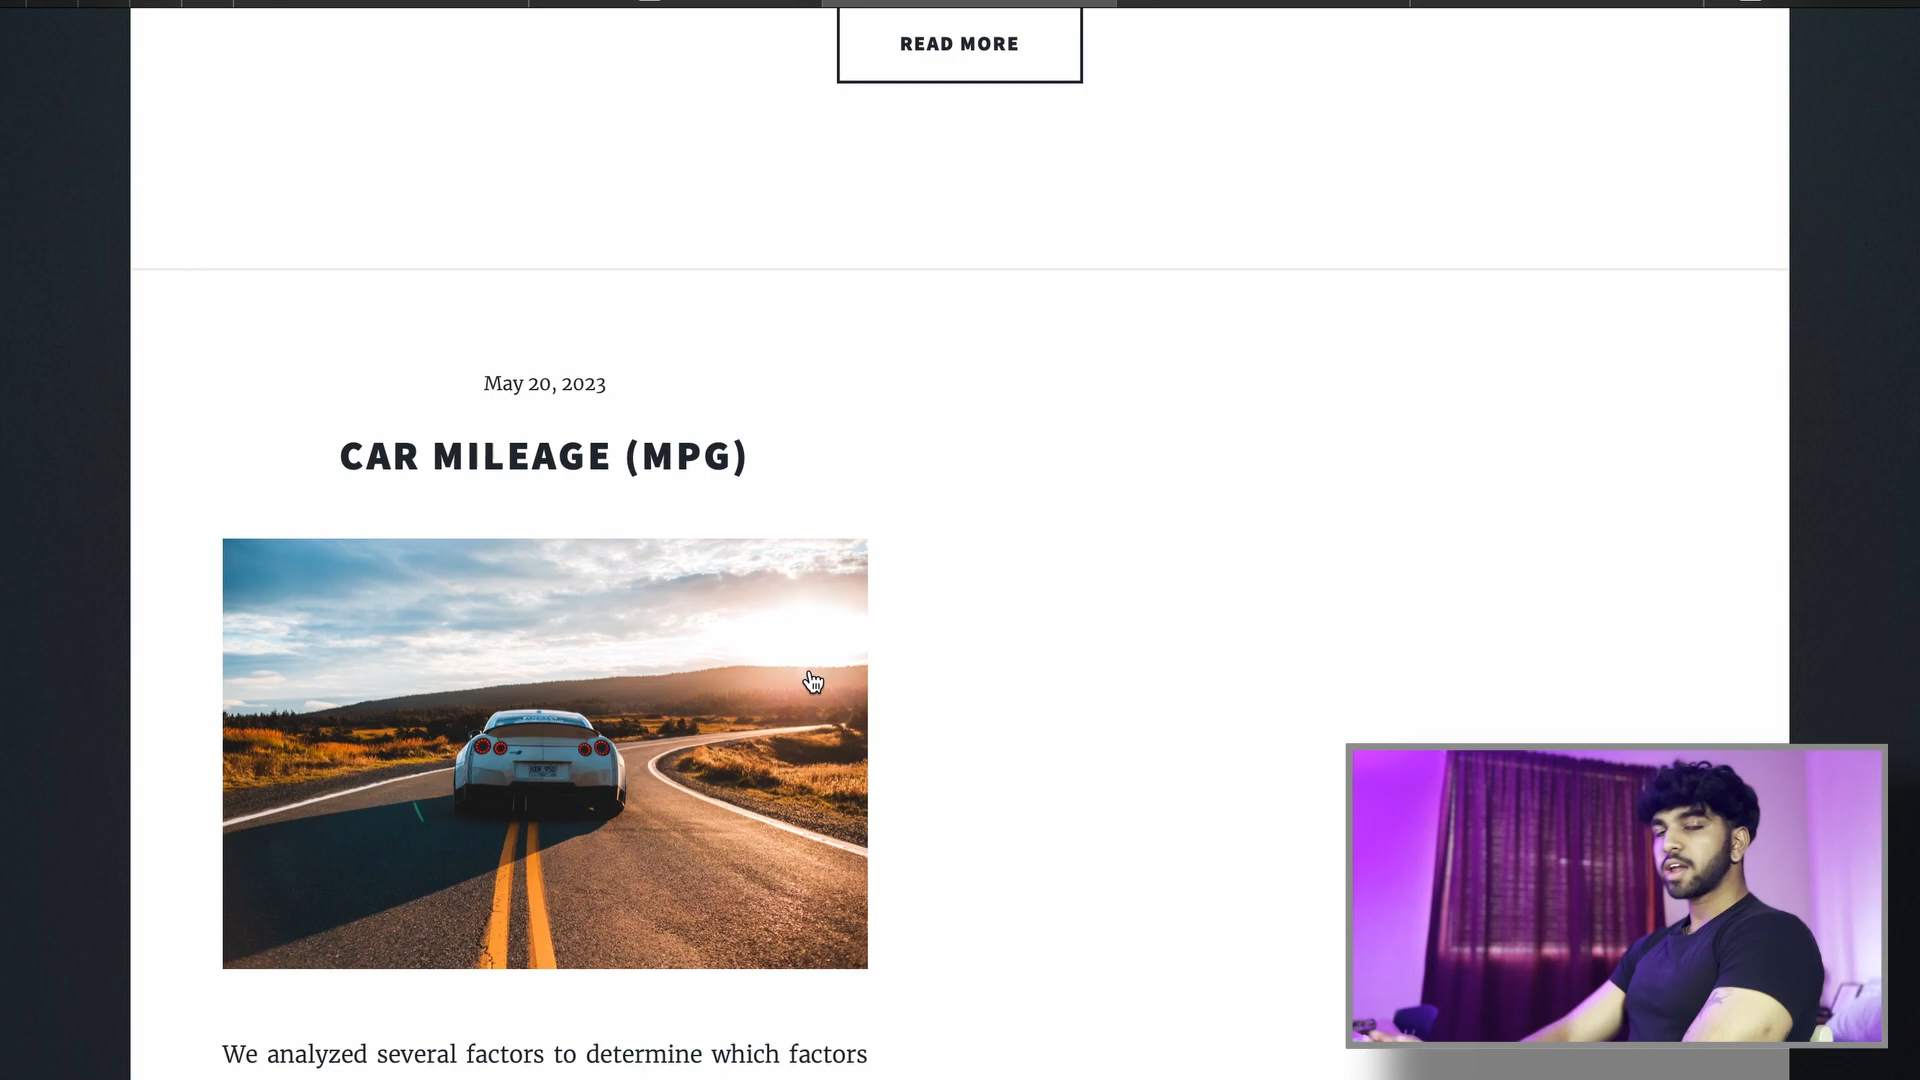 READ MORE
May 20, 2023
CAR MILEAGE (MPG)
We analyzed several factors to determine which factors